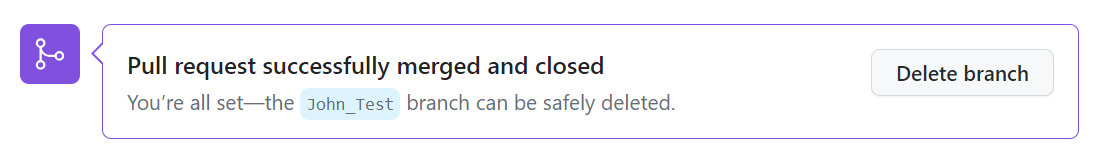 Pull request successfully merged and closed
You’re all set—the John_Test branch can be safely deleted.
Delete branch